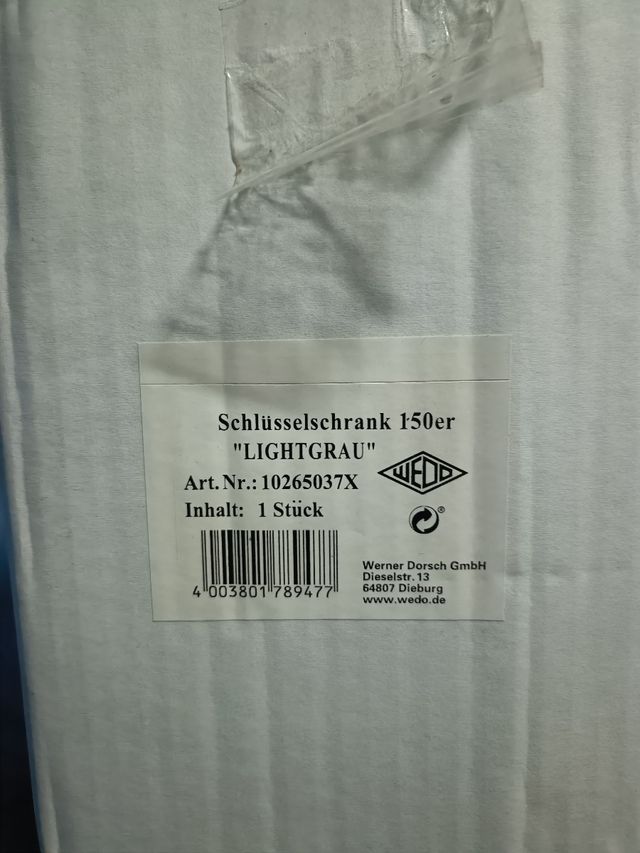 Schlüsselschrank 150er
"LIGHTGRAU"
Art.Nr.: 10265037X
WEDO
Inhalt: 1 Stück
®
4 003801 789477
Werner Dorsch GmbH
Dieselstr. 13
64807 Dieburg
www.wedo.de